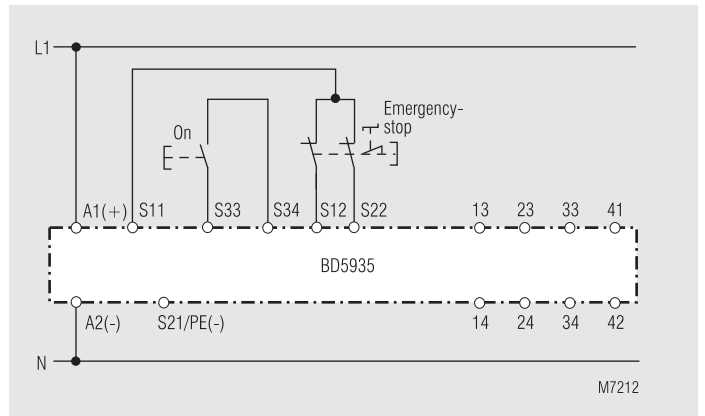 L1
Emergency-
stop
On
A1(+) S11 S33 S34 S12 S22 13 23 33 41
BD5935
A2(-) S21/PE(-) 14 24 34 42
N
M7212